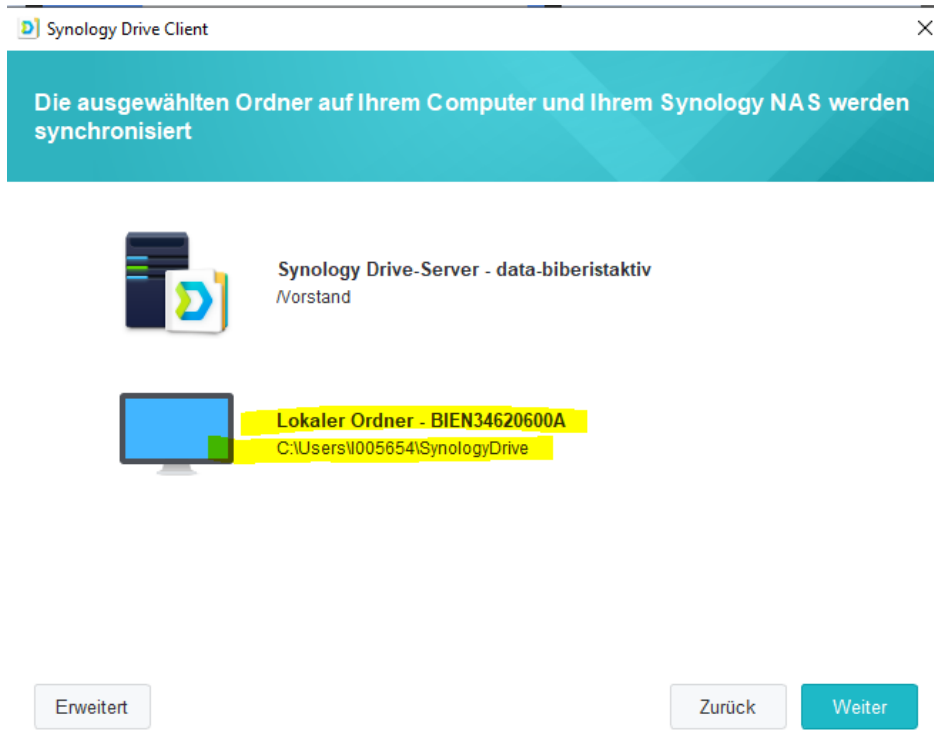 Synology Drive Client
Die ausgewählten Ordner auf Ihrem Computer und Ihrem Synology NAS werden
synchronisiert
Synology Drive-Server - data-biberistaktiv
/Vorstand
Lokaler Ordner - BIEN34620600A
C:\Users\I005654\SynologyDrive
Erweitert
Zurück
Weiter